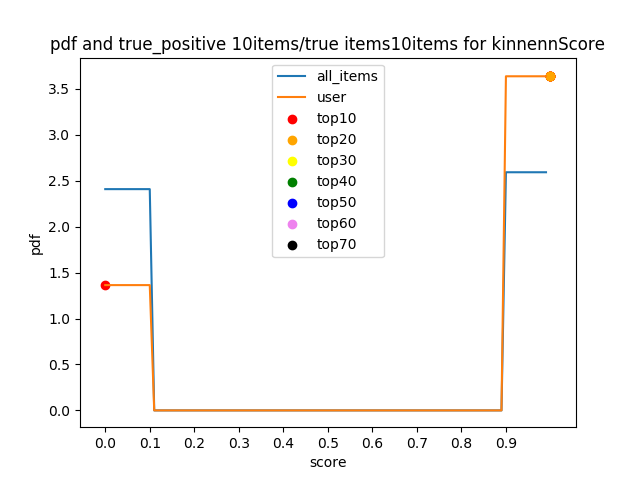 pdf and true_positive 10items/true items10items for kinnennScore
all_items
user
top10
top20
top30
top40
top50
top60
top70
pdf
3.5
3.0
2.5
2.0
1.5
1.0
0.5
0.0
0.0 0.1 0.2 0.3 0.4 0.5 0.6 0.7 0.8 0.9
score